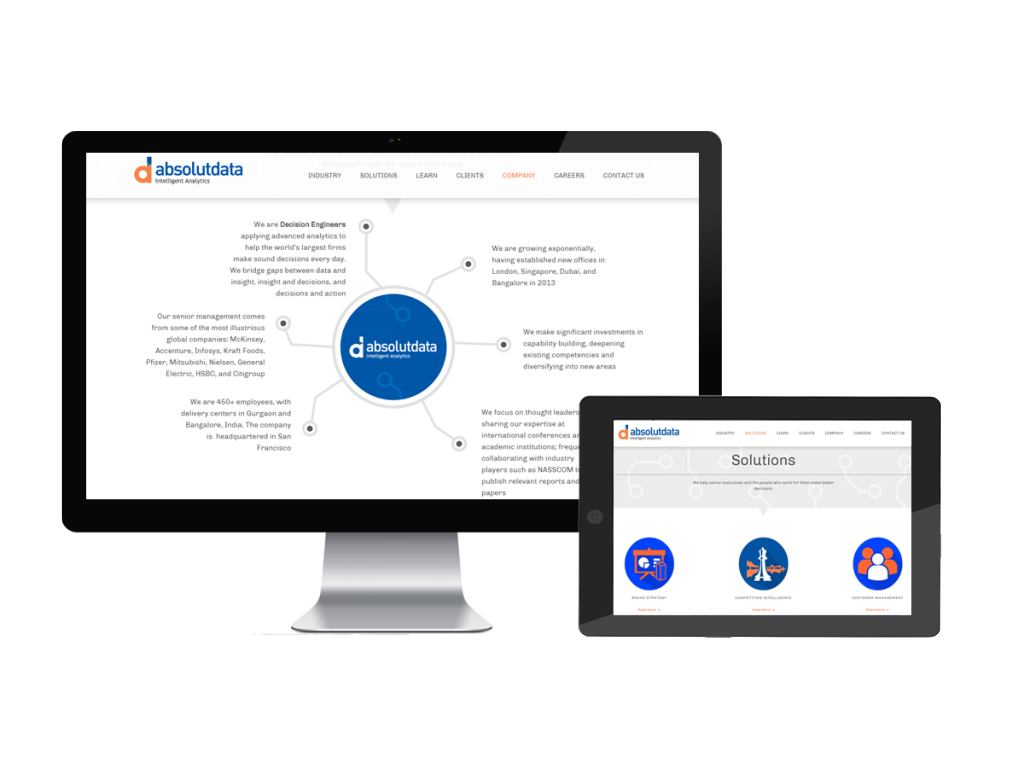 absolutdata
Intelligent Analytics
INDUSTRY SOLUTIONS LEARN CLIENTS COMPANY CAREERS CONTACT US
We are Decision Engineers
applying advanced analytics to
help the world's largest firms
make sound decisions every day.
We bridge gaps between data and
insight, insight and decisions, and
decisions and action
We are growing exponentially,
having established new offices in
London, Singapore, Dubai, and
Bangalore in 2013
Our senior management comes
from some of the most illustrious
global companies: McKinsey,
Accenture, Infosys, Kraft Foods,
Pfizer, Mitsubishi, Nielsen, General
Electric, HSBC, and Citigroup
absolutdata
Intelligent Analytics
We make significant investments in
capability building, deepening
existing competencies and
diversifying into new areas
We are 450+ employees, with
delivery centers in Gurgaon and
Bangalore, India. The company
is headquartered in San
Francisco
We focus on thought leaders
sharing our expertise at
international conferences
academic institutions;
collaborating with industry
players such as NASSCOM
publish relevant reports and
papers
absolutdata
Intelligent Analytics
INDUSTRY SOLUTIONS LEARN CLIENTS COMPANY CAREERS CONTACT US
Solutions
We help senior executives and the people who work for them make better
decisions.
BRAND STRATEGY COMPETITIVE INTELLIGENCE CUSTOMER MANAGEMENT
Read More Read More Read More